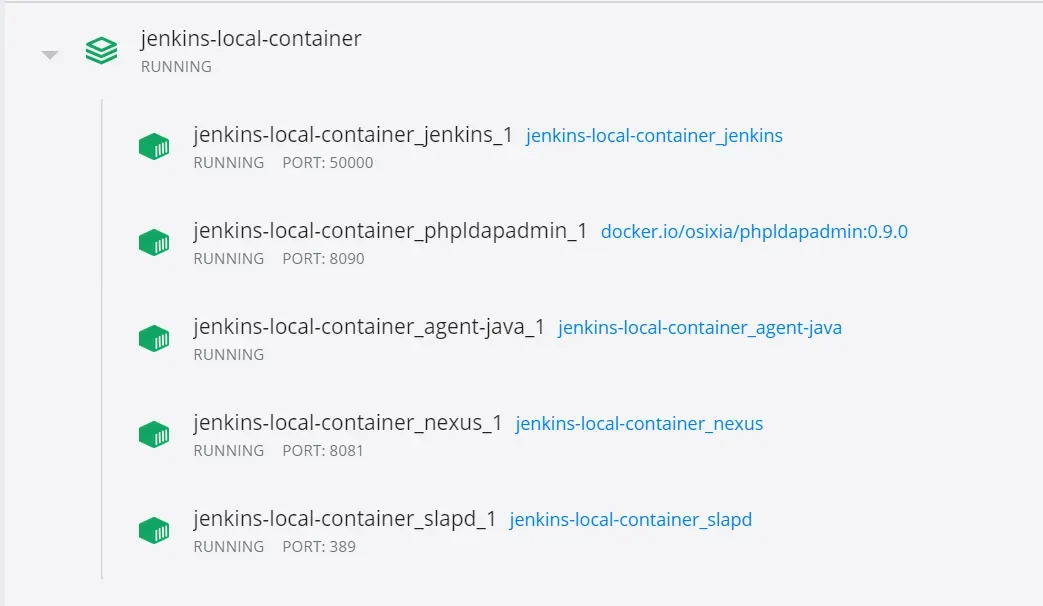 jenkins-local-container
RUNNING
jenkins-local-container_jenkins_1 jenkins-local-container_jenkins
RUNNING PORT: 50000
jenkins-local-container_phpldapadmin_1 docker.io/osixia/phpldapadmin:0.9.0
RUNNING PORT: 8090
jenkins-local-container_agent-java_1 jenkins-local-container_agent-java
RUNNING
jenkins-local-container_nexus_1 jenkins-local-container_nexus
RUNNING PORT: 8081
jenkins-local-container_slapd_1 jenkins-local-container_slapd
RUNNING PORT: 389